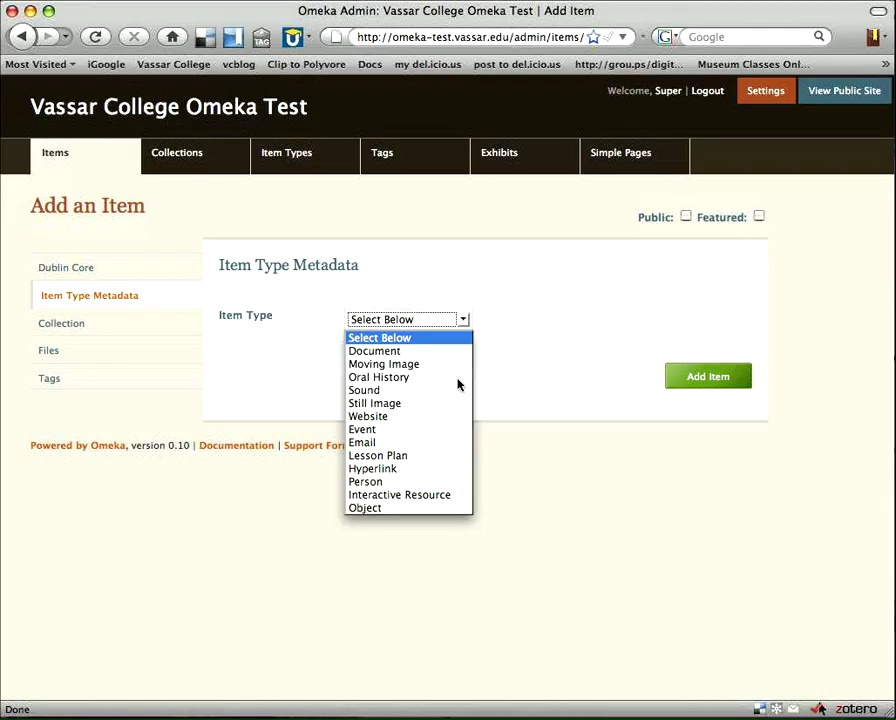 Omeka Admin: Vassar College Omeka Test | Add Item
http://omeka-test.vassar.edu/admin/items/
Google
Most Visited
iGoogle
Vassar College
vcblog
Clip to Polyvore
Docs
my del.icio.us
post to del.icio.us
http://grou.ps/digit...
Museum Classes Onl...
Vassar College Omeka Test
Welcome, Super | Logout
Settings
View Public Site
Items
Collections
Item Types
Tags
Exhibits
Simple Pages
Add an Item
Public:
Featured:
Dublin Core
Item Type Metadata
Collection
Files
Tags
Item Type Metadata
Item Type
Select Below
Select Below
Document
Moving Image
Oral History
Sound
Still Image
Website
Event
Email
Lesson Plan
Hyperlink
Person
Interactive Resource
Object
Add Item
Powered by Omeka, version 0.10 | Documentation | Support For
Done
zotero